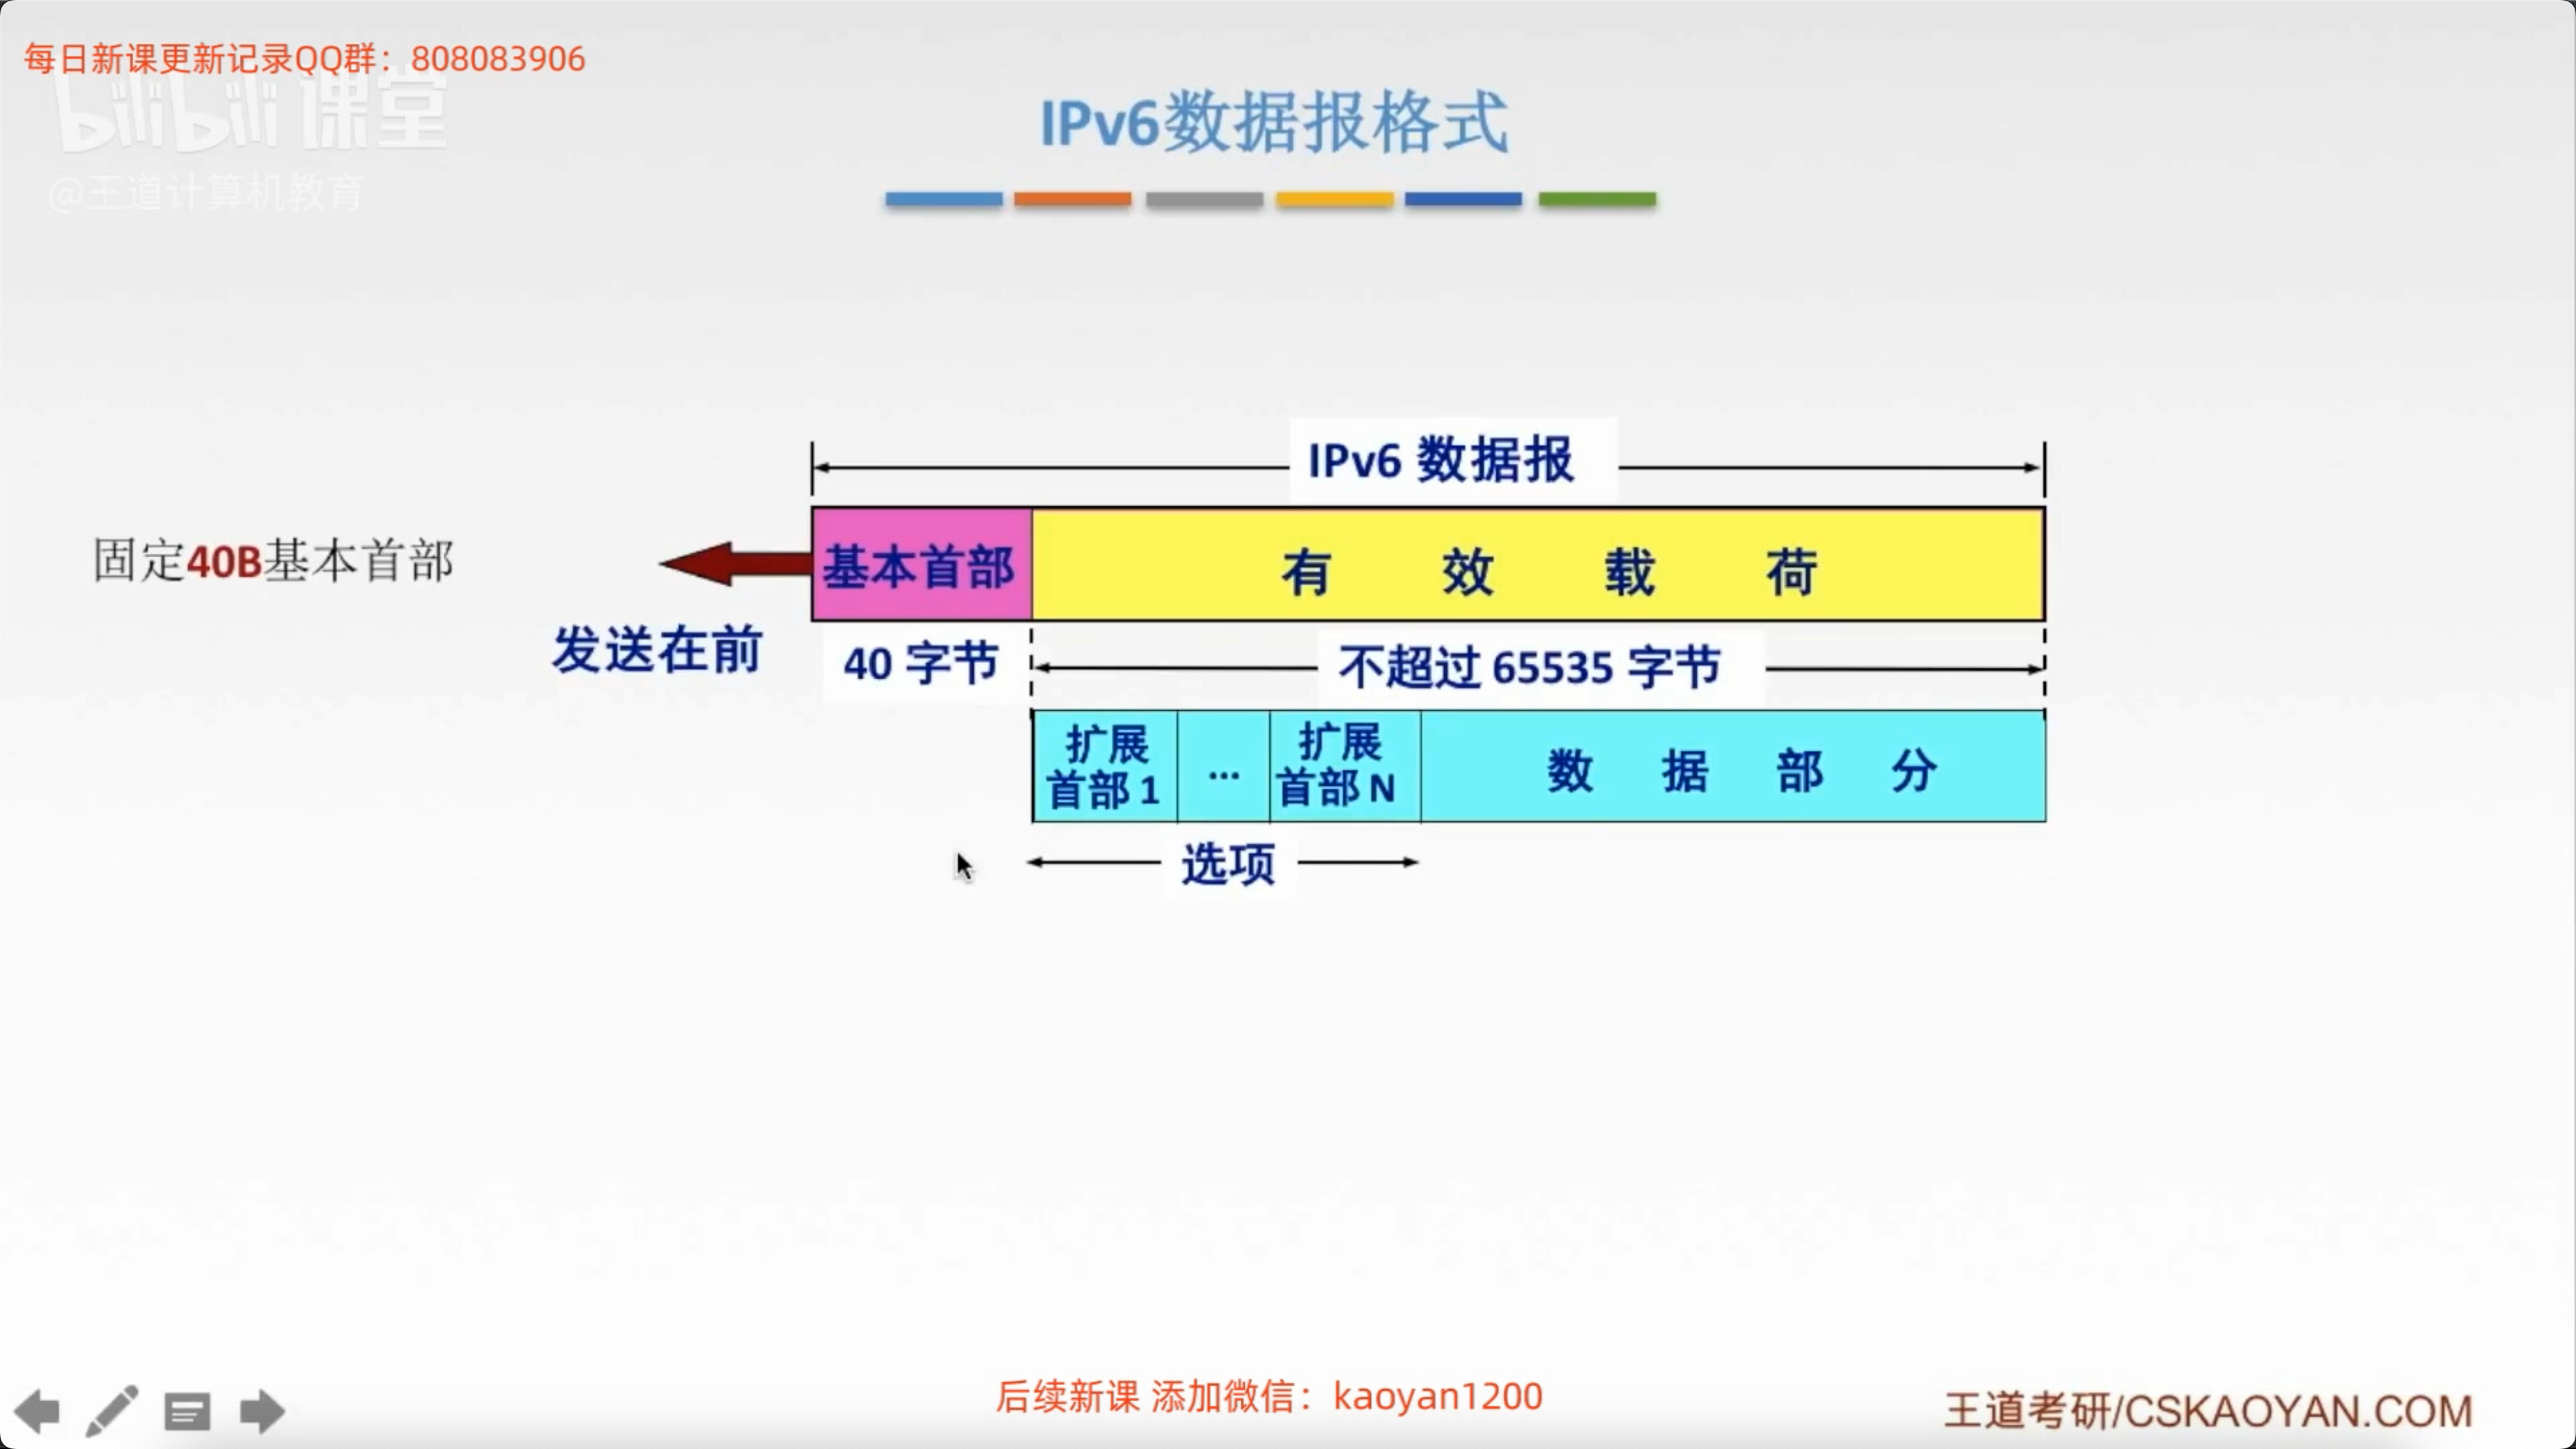 每日新课更新记录QQ群：808083906
bilibili课堂
@王道计算机教育
IPv6数据报格式
IPv6 数据报
固定40B基本首部
基本首部
有 效 载 荷
发送在前
40 字节
不超过 65535 字节
扩展
首部 1
...
扩展
首部 N
数 据 部 分
选项
后续新课 添加微信：kaoyan1200
王道考研/CSKAOYAN.COM